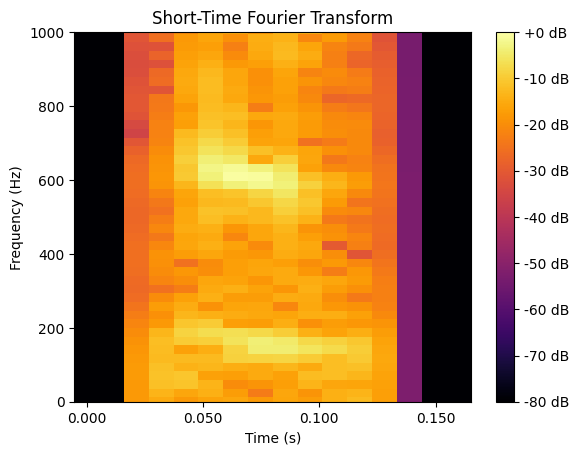 Short-Time Fourier Transform
1000
800
600
400
200
0
Frequency (Hz)
0.000
0.050
0.100
0.150
Time (s)
+0 dB
-10 dB
-20 dB
-30 dB
-40 dB
-50 dB
-60 dB
-70 dB
-80 dB